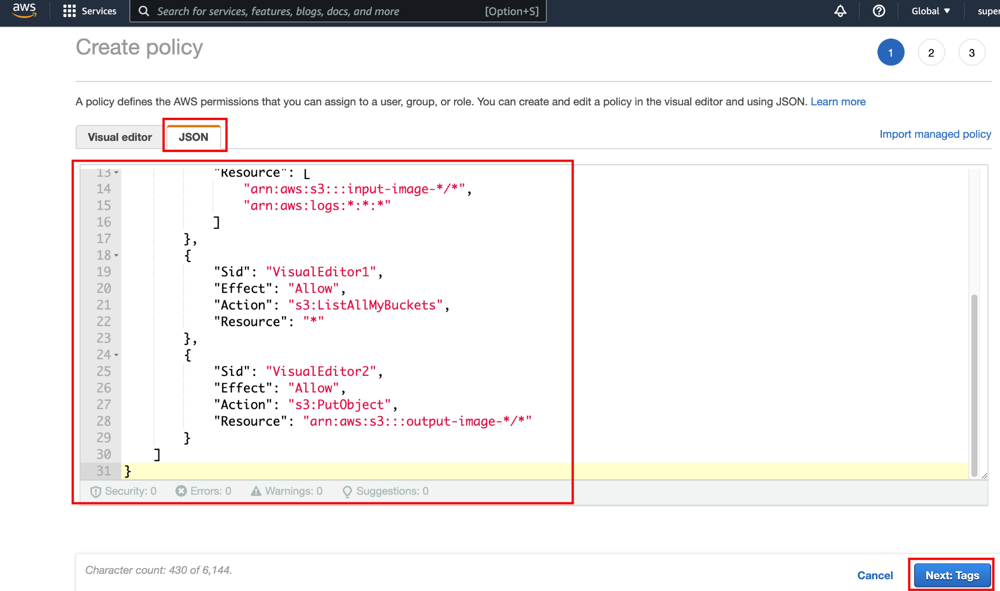 aws Services Search for services, features, blogs, docs, and more [Option+S] Global ▼ super
Create policy
1 2 3
A policy defines the AWS permissions that you can assign to a user, group, or role. You can create and edit a policy in the visual editor and using JSON. Learn more
Visual editor JSON Import managed policy
13 "Resource": [
14 "arn:aws:s3:::input-image-*/*",
15 "arn:aws:logs:*:*:*"
16 ]
17 },
18 {
19 "Sid": "VisualEditor1",
20 "Effect": "Allow",
21 "Action": "s3:ListAllMyBuckets",
22 "Resource": "*"
23 },
24 {
25 "Sid": "VisualEditor2",
26 "Effect": "Allow",
27 "Action": "s3:PutObject",
28 "Resource": "arn:aws:s3:::output-image-*/*"
29 }
30 ]
31 }
Security: 0 Errors: 0 Warnings: 0 Suggestions: 0
Character count: 430 of 6,144.
Cancel Next: Tags